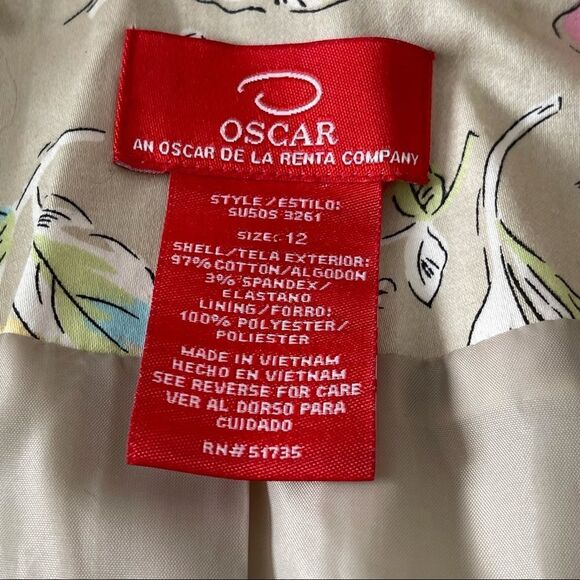 OSCAR
AN OSCAR DE LA RENTA COMPANY
STYLE/ESTILO:
SUSOS 3261
SIZE: 12
SHELL/TELA EXTERIOR:
97% COTTON/ALGODON
3% SPANDEX/
ELASTANO
LINING/FORRO:
100% POLYESTER/
POLIESTER
MADE IN VIETNAM
HECHO EN VIETNAM
SEE REVERSE FOR CARE
VER AL DORSO PARA
CUIDADO
RN# 51735